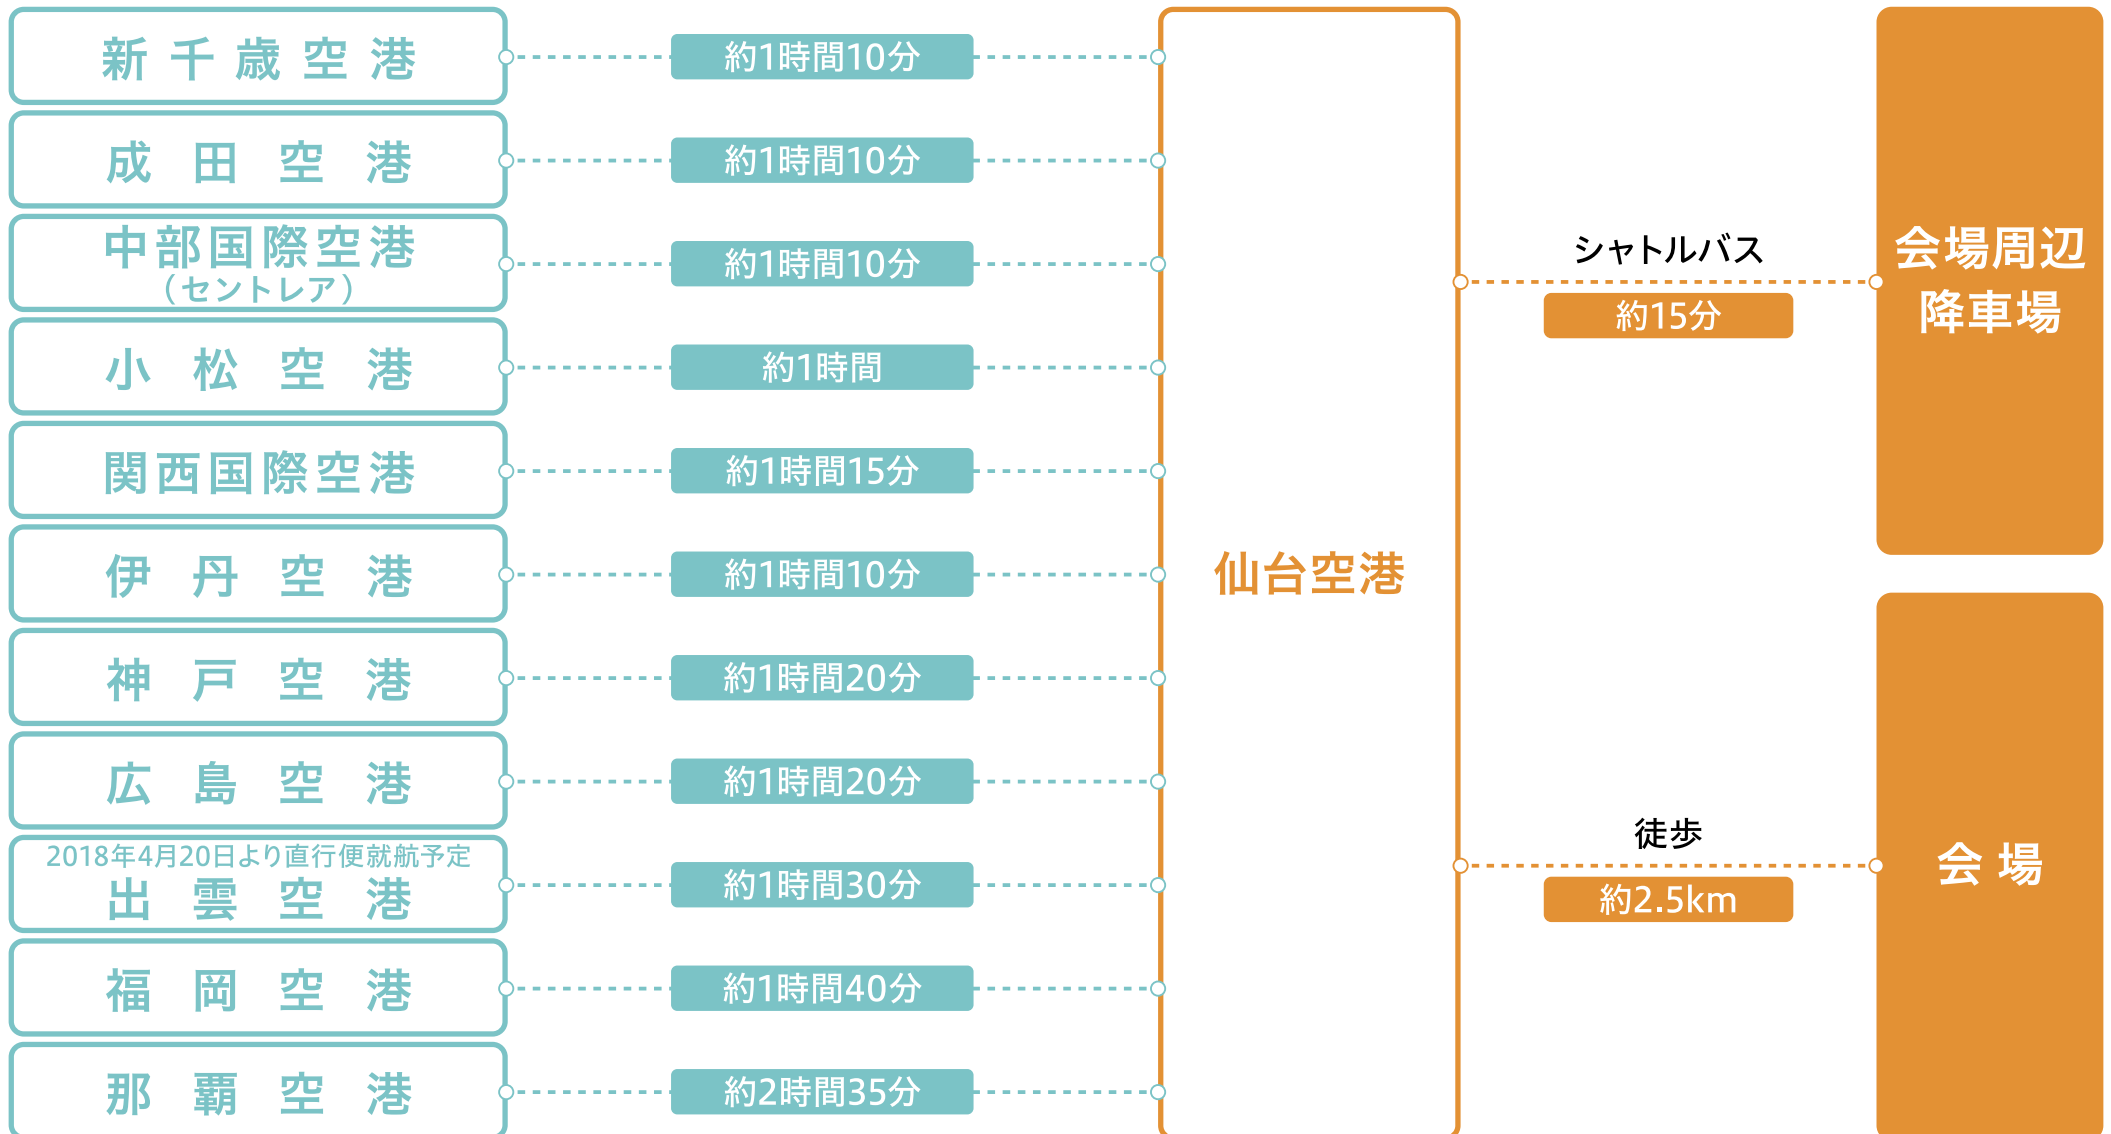 新千歳空港
約1時間10分
成田空港
約1時間10分
中部国際空港
（セントレア）
約1時間10分
小松空港
約1時間
関西国際空港
約1時間15分
伊丹空港
約1時間10分
神戸空港
約1時間20分
広島空港
約1時間20分
2018年4月20日より直行便就航予定
出雲空港
約1時間30分
福岡空港
約1時間40分
那覇空港
約2時間35分
仙台空港
シャトルバス
約15分
会場周辺
降車場
徒歩
約2.5km
会場